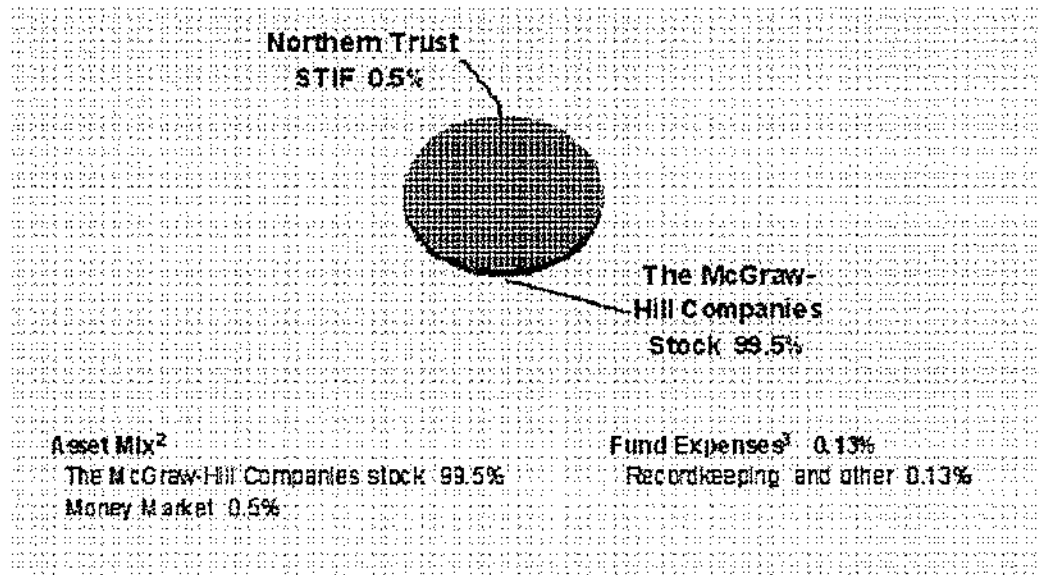 Northern Trust
STIF 0.5%
The McGraw-
Hill Companies
Stock 99.5%
Asset Mix²
The McGraw-Hill Companies stock 99.5%
Money Market 0.5%
Fund Expenses³ 0.13%
Recordkeeping and other 0.13%